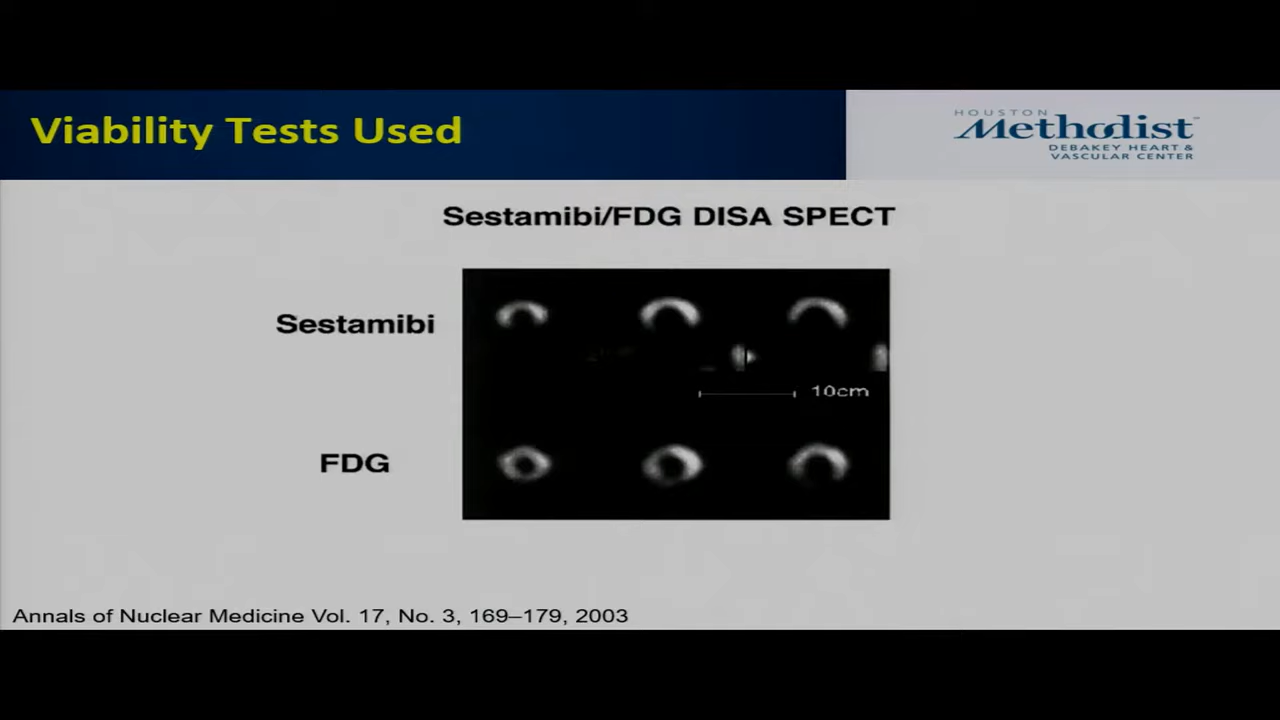 Viability Tests Used
HOUSTON
Methodist
DEBAKEY HEART &
VASCULAR CENTER
Sestamibi/FDG DISA SPECT
Sestamibi
10cm
FDG
Annals of Nuclear Medicine Vol. 17, No. 3, 169–179, 2003